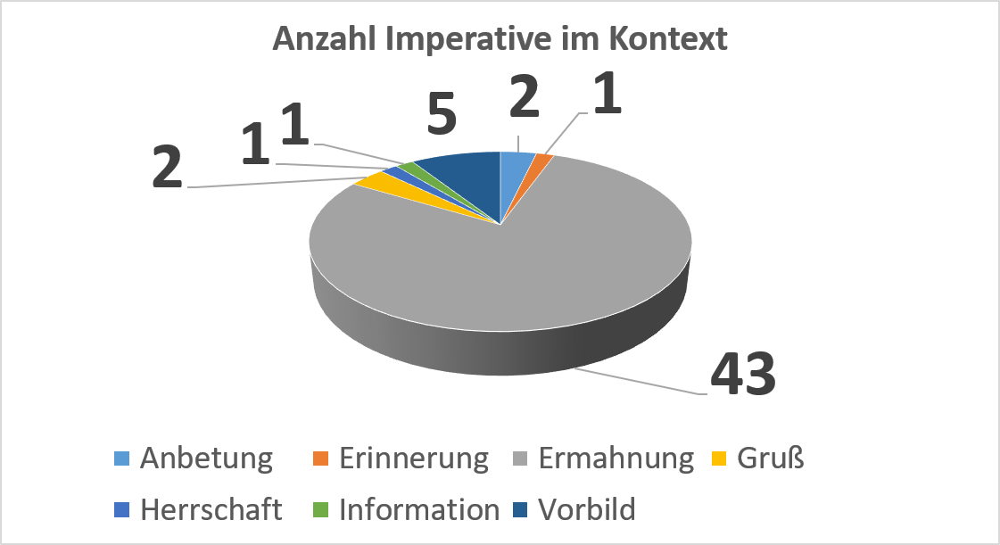 Anzahl Imperative im Kontext
2
1
1
5
2
1
43
Anbetung Erinnerung Ermahnung Gruß
Herrschaft Information Vorbild